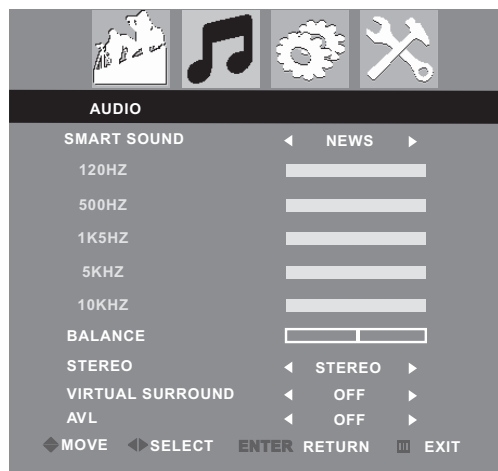 AUDIO
SMART SOUND NEWS
120HZ
500HZ
1K5HZ
5KHZ
10KHZ
BALANCE
STEREO STEREO
VIRTUAL SURROUND OFF
AVL OFF
MOVE SELECT ENTER RETURN EXIT